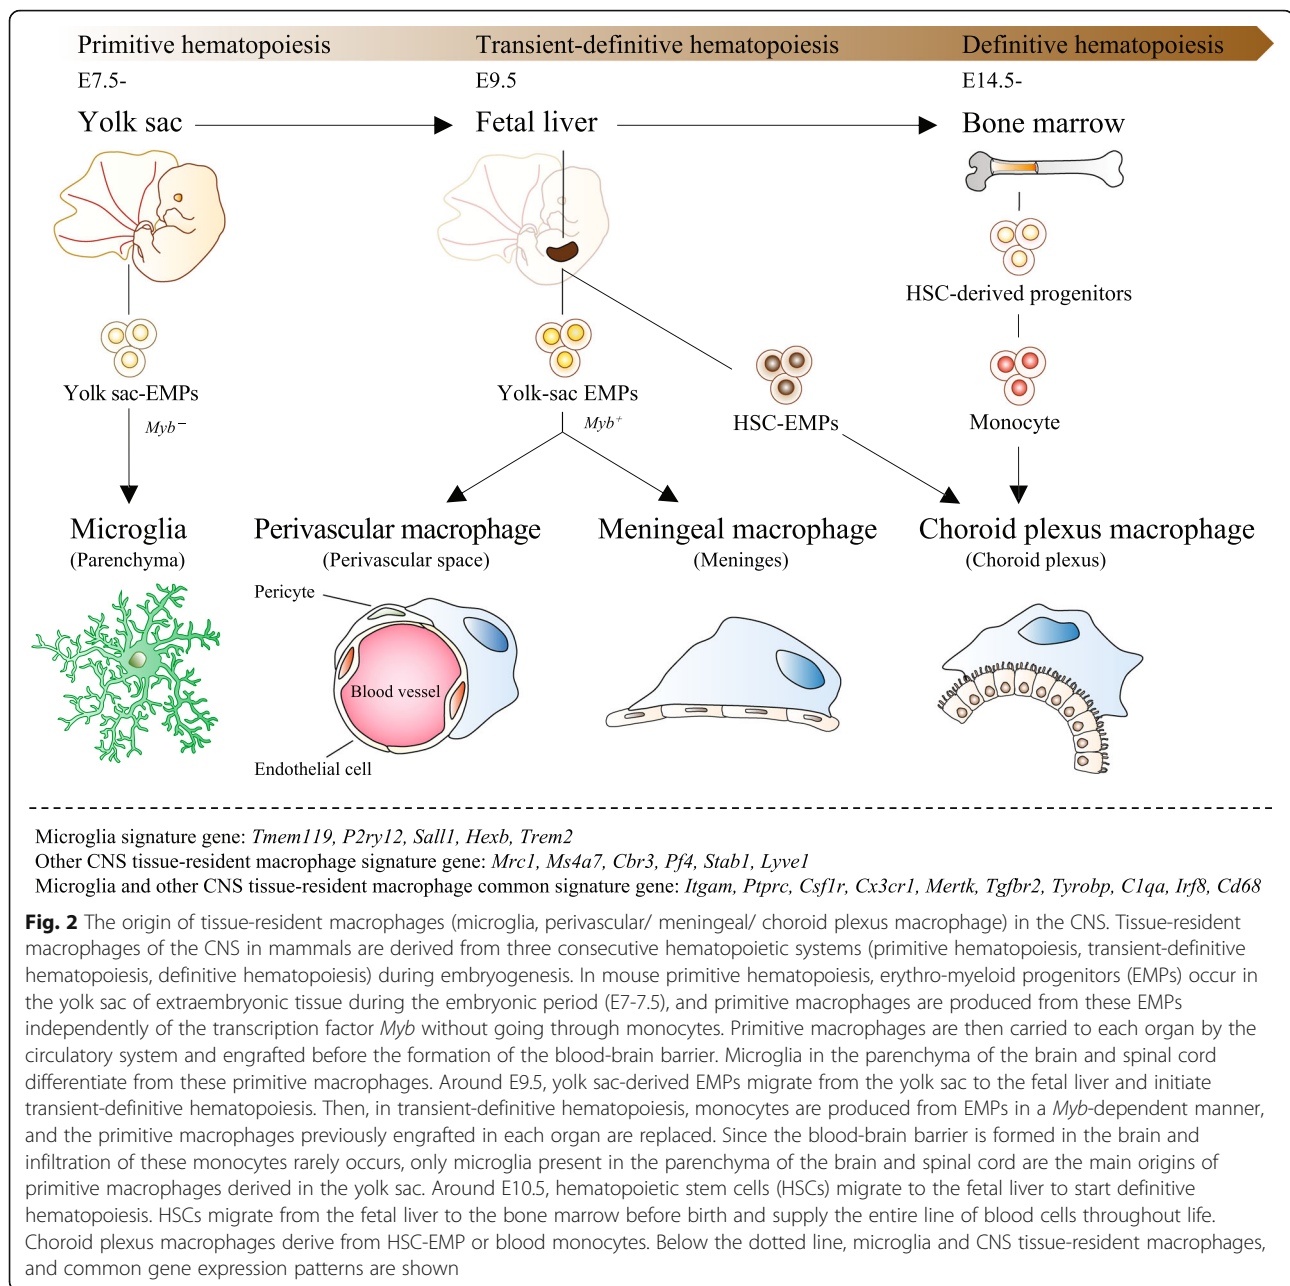 Primitive hematopoiesis Transient-definitive hematopoiesis Definitive hematopoiesis
E7.5- E9.5 E14.5-
Yolk sac Fetal liver Bone marrow
HSC-derived progenitors
Yolk sac-EMPs Yolk-sac EMPs HSC-EMPs Monocyte
Myb⁻ Myb⁺
Microglia Perivascular macrophage Meningeal macrophage Choroid plexus macrophage
(Parenchyma) (Perivascular space) (Meninges) (Choroid plexus)
Pericyte
Blood vessel
Endothelial cell
Microglia signature gene: Tmem119, P2ry12, Sall1, Hexb, Trem2
Other CNS tissue-resident macrophage signature gene: Mrc1, Ms4a7, Cbr3, Pf4, Stab1, Lyve1
Microglia and other CNS tissue-resident macrophage common signature gene: Itgam, Ptprc, Csf1r, Cx3cr1, Mertk, Tgfbr2, Tyrobp, C1qa, Irf8, Cd68
Fig. 2 The origin of tissue-resident macrophages (microglia, perivascular/ meningeal/ choroid plexus macrophage) in the CNS. Tissue-resident
macrophages of the CNS in mammals are derived from three consecutive hematopoietic systems (primitive hematopoiesis, transient-definitive
hematopoiesis, definitive hematopoiesis) during embryogenesis. In mouse primitive hematopoiesis, erythro-myeloid progenitors (EMPs) occur in
the yolk sac of extraembryonic tissue during the embryonic period (E7-7.5), and primitive macrophages are produced from these EMPs
independently of the transcription factor Myb without going through monocytes. Primitive macrophages are then carried to each organ by the
circulatory system and engrafted before the formation of the blood-brain barrier. Microglia in the parenchyma of the brain and spinal cord
differentiate from these primitive macrophages. Around E9.5, yolk sac-derived EMPs migrate from the yolk sac to the fetal liver and initiate
transient-definitive hematopoiesis. Then, in transient-definitive hematopoiesis, monocytes are produced from EMPs in a Myb-dependent manner,
and the primitive macrophages previously engrafted in each organ are replaced. Since the blood-brain barrier is formed in the brain and
infiltration of these monocytes rarely occurs, only microglia present in the parenchyma of the brain and spinal cord are the main origins of
primitive macrophages derived in the yolk sac. Around E10.5, hematopoietic stem cells (HSCs) migrate to the fetal liver to start definitive
hematopoiesis. HSCs migrate from the fetal liver to the bone marrow before birth and supply the entire line of blood cells throughout life.
Choroid plexus macrophages derive from HSC-EMP or blood monocytes. Below the dotted line, microglia and CNS tissue-resident macrophages,
and common gene expression patterns are shown